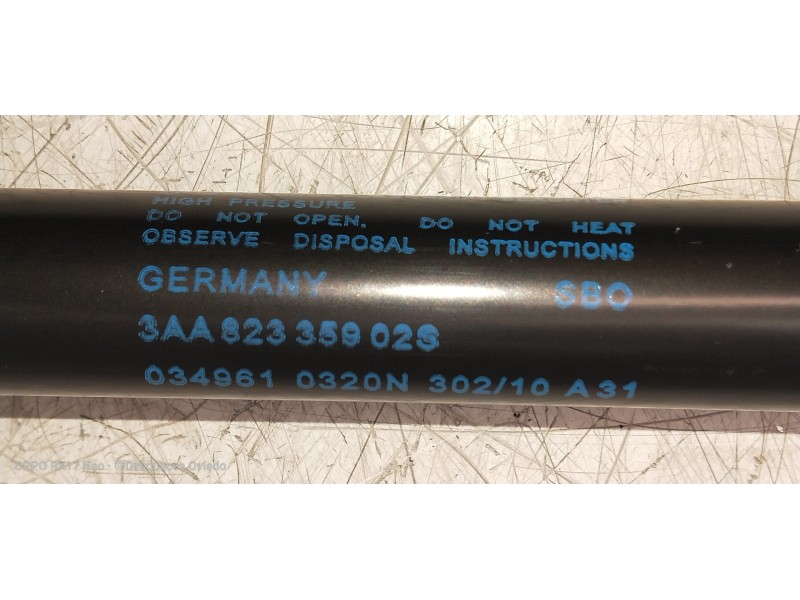 HIGH PRESSURE
DO NOT OPEN. DO NOT HEAT
OBSERVE DISPOSAL INSTRUCTIONS
GERMANY SBO
3AA 823 359 02S
034961 0320N 302/10 A31